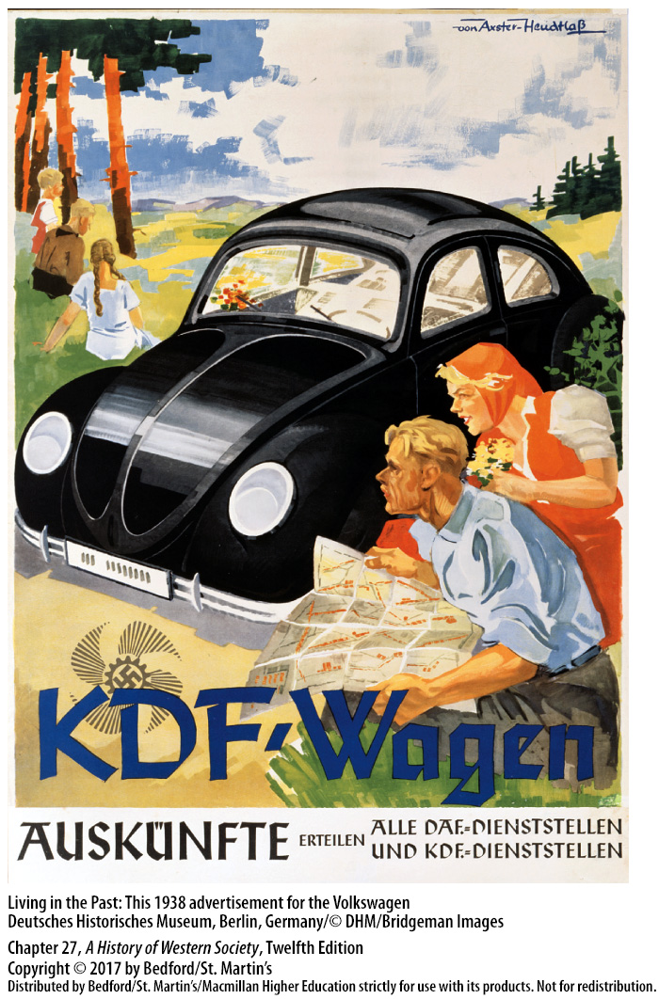 von Axster-Heudtlaß
KDF-Wagen
AUSKÜNFTE ERTEILEN ALLE DAF.=DIENSTSTELLEN
UND KDF.=DIENSTSTELLEN
Living in the Past: This 1938 advertisement for the Volkswagen
Deutsches Historisches Museum, Berlin, Germany/© DHM/Bridgeman Images
Chapter 27, A History of Western Society, Twelfth Edition
Copyright © 2017 by Bedford/St. Martin’s
Distributed by Bedford/St. Martin’s/Macmillan Higher Education strictly for use with its products. Not for redistribution.